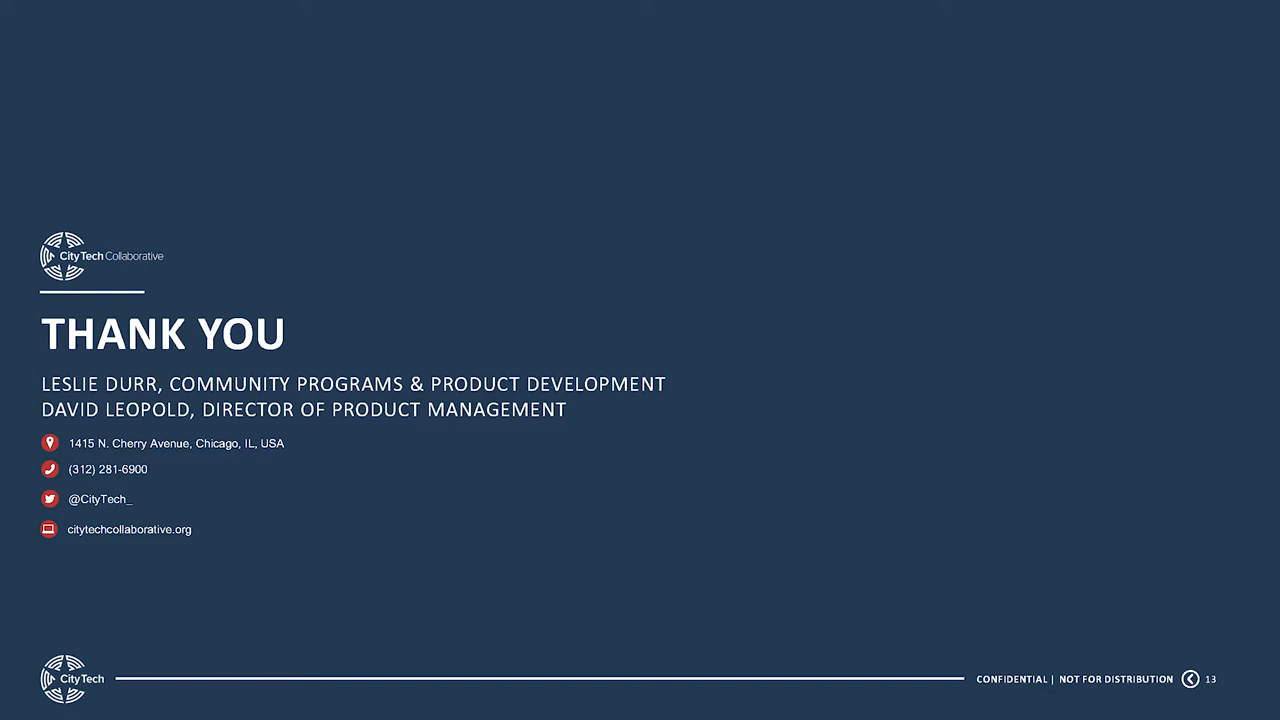 City Tech Collaborative
THANK YOU
LESLIE DURR, COMMUNITY PROGRAMS & PRODUCT DEVELOPMENT
DAVID LEOPOLD, DIRECTOR OF PRODUCT MANAGEMENT
1415 N. Cherry Avenue, Chicago, IL, USA
(312) 281-6900
@CityTech_
citytechcollaborative.org
City Tech
CONFIDENTIAL | NOT FOR DISTRIBUTION 13